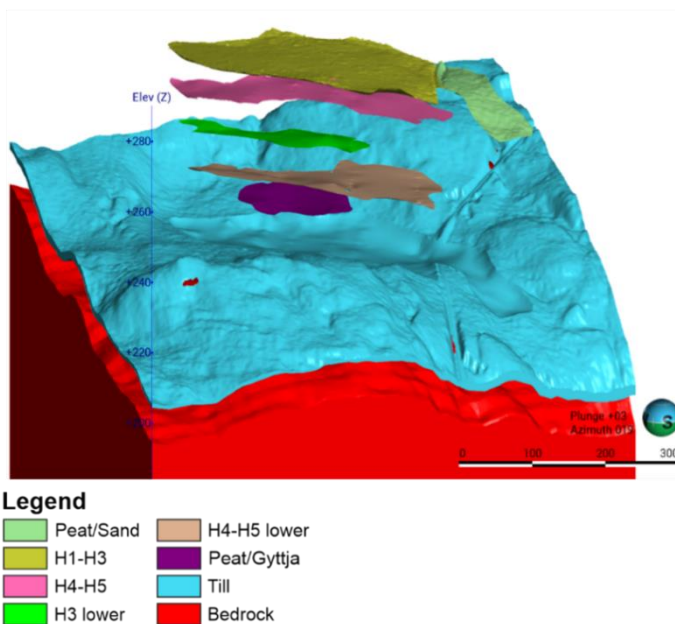 Elev (Z)
+280
+260
+240
+220
+200
Plunge +03
Azimuth 019
0 100 200 300
S
Legend
Peat/Sand
H1-H3
H4-H5
H3 lower
H4-H5 lower
Peat/Gyttja
Till
Bedrock